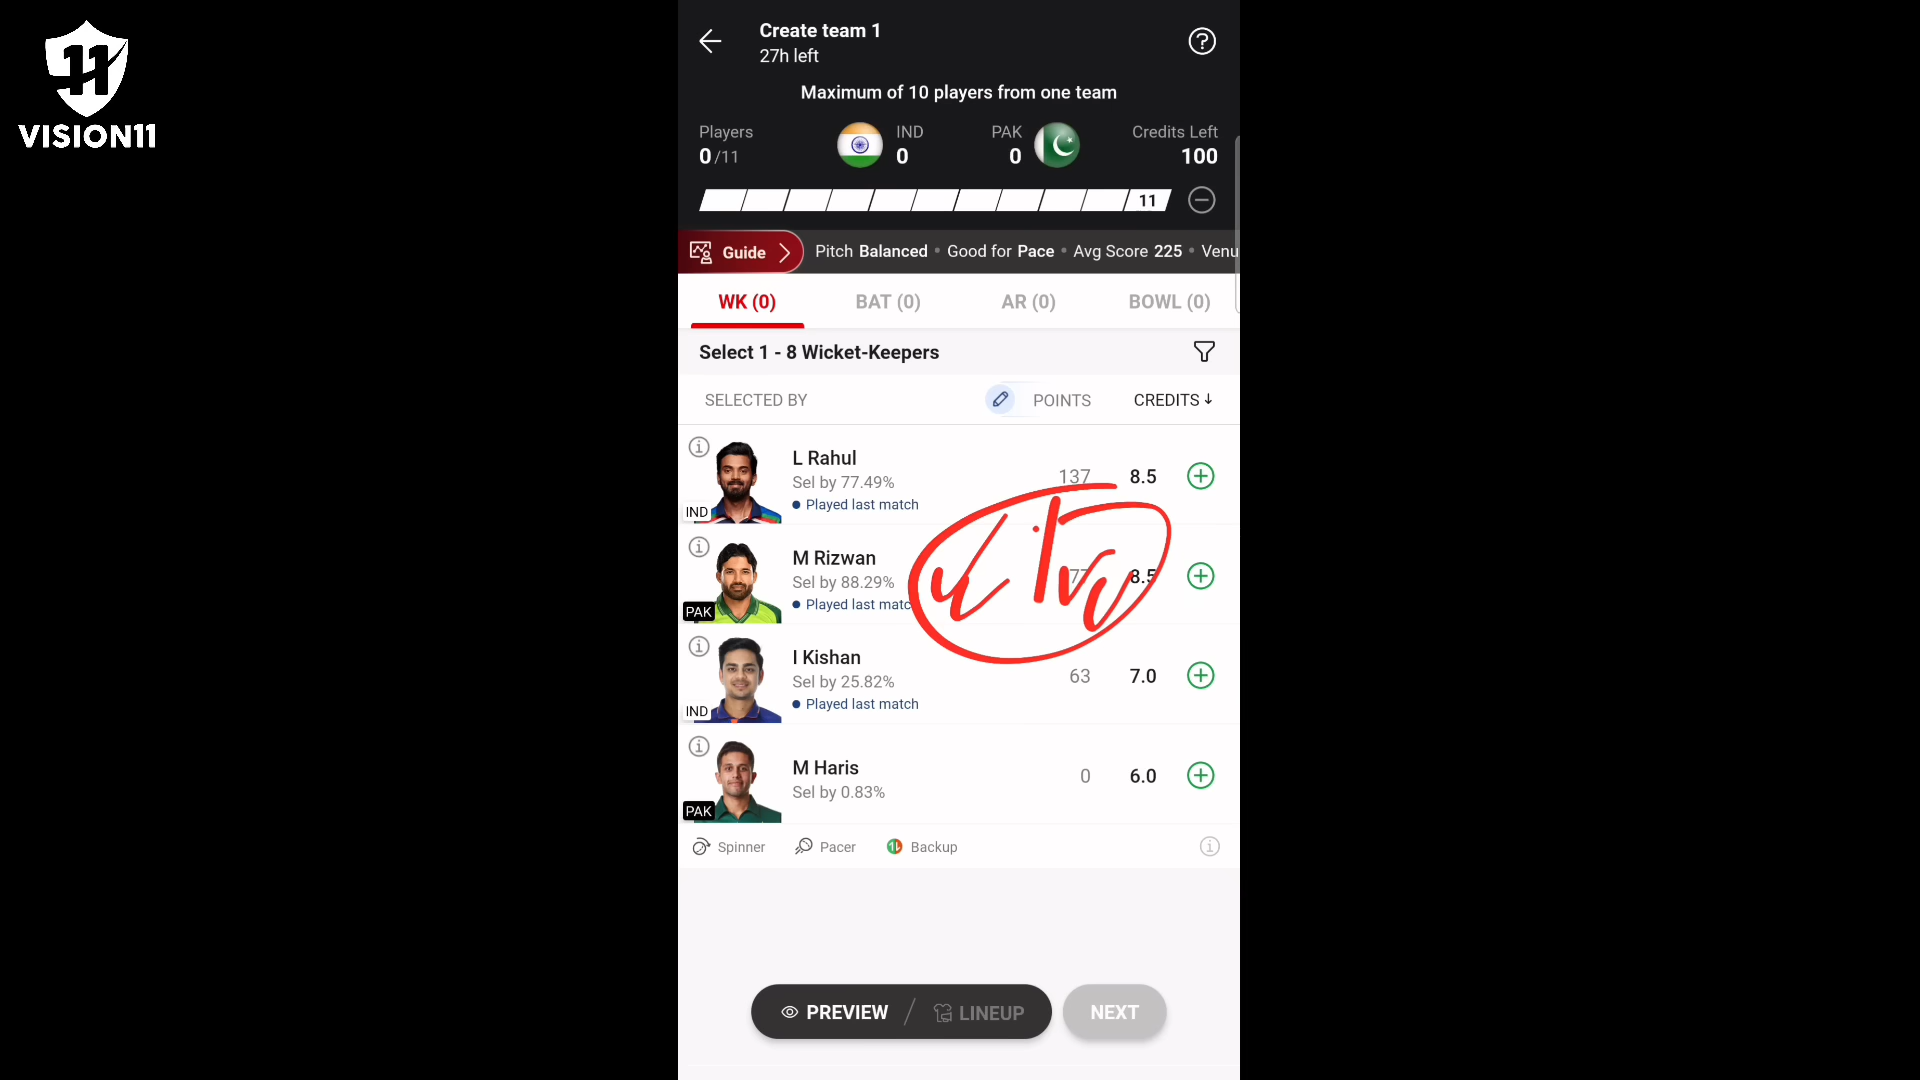 VISION11
Create team 1
27h left
Maximum of 10 players from one team
Players
0/11
IND
0
PAK
0
Credits Left
100
11
Guide
Pitch Balanced • Good for Pace • Avg Score 225 • Venu
WK (0) BAT (0) AR (0) BOWL (0)
Select 1 - 8 Wicket-Keepers
SELECTED BY POINTS CREDITS↓
L Rahul
Sel by 77.49%
Played last match
IND
137 8.5
M Rizwan
Sel by 88.29%
Played last matc
PAK
77 8.5
I Kishan
Sel by 25.82%
Played last match
IND
63 7.0
M Haris
Sel by 0.83%
PAK
0 6.0
Spinner Pacer Backup
PREVIEW / LINEUP NEXT